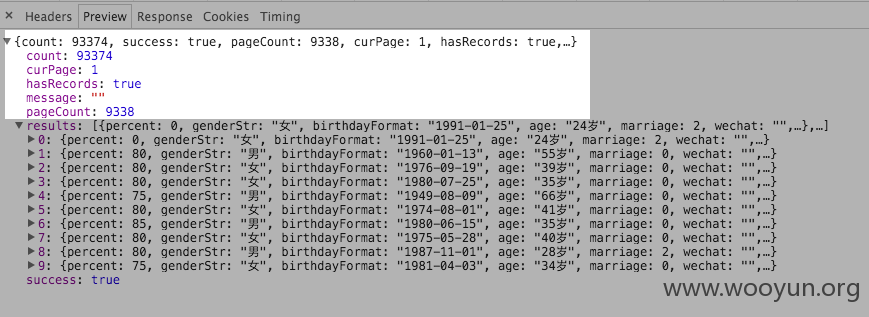 × Headers Preview Response Cookies Timing
▼{count: 93374, success: true, pageCount: 9338, curPage: 1, hasRecords: true,…}
count: 93374
curPage: 1
hasRecords: true
message: ""
pageCount: 9338
▼results: [{percent: 0, genderStr: "女", birthdayFormat: "1991-01-25", age: "24岁", marriage: 2, wechat: "",…},…]
▶0: {percent: 0, genderStr: "女", birthdayFormat: "1991-01-25", age: "24岁", marriage: 2, wechat: "",…}
▶1: {percent: 80, genderStr: "男", birthdayFormat: "1960-01-13", age: "55岁", marriage: 0, wechat: "",…}
▶2: {percent: 80, genderStr: "女", birthdayFormat: "1976-09-19", age: "39岁", marriage: 0, wechat: "",…}
▶3: {percent: 80, genderStr: "女", birthdayFormat: "1980-07-25", age: "35岁", marriage: 0, wechat: "",…}
▶4: {percent: 75, genderStr: "男", birthdayFormat: "1949-08-09", age: "66岁", marriage: 0, wechat: "",…}
▶5: {percent: 80, genderStr: "女", birthdayFormat: "1974-08-01", age: "41岁", marriage: 0, wechat: "",…}
▶6: {percent: 85, genderStr: "男", birthdayFormat: "1980-06-15", age: "35岁", marriage: 0, wechat: "",…}
▶7: {percent: 80, genderStr: "女", birthdayFormat: "1975-05-28", age: "40岁", marriage: 0, wechat: "",…}
▶8: {percent: 80, genderStr: "男", birthdayFormat: "1987-11-01", age: "28岁", marriage: 2, wechat: "",…}
▶9: {percent: 75, genderStr: "女", birthdayFormat: "1981-04-03", age: "34岁", marriage: 0, wechat: "",…}
success: true
www.wooyun.org